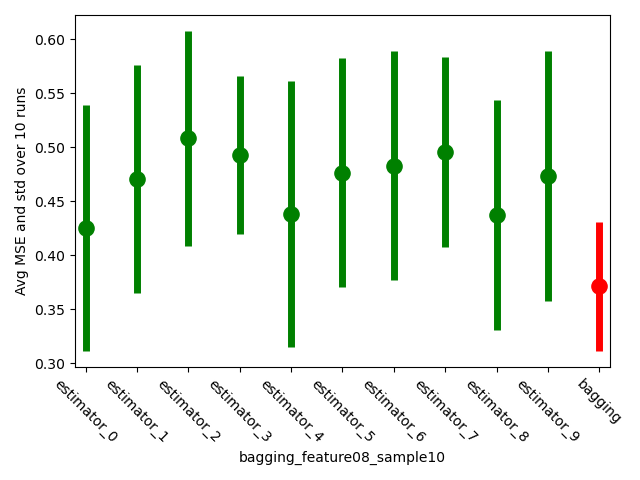 Avg MSE and std over 10 runs
0.60
0.55
0.50
0.45
0.40
0.35
0.30
estimator_0
estimator_1
estimator_2
estimator_3
estimator_4
estimator_5
estimator_6
estimator_7
estimator_8
estimator_9
bagging
bagging_feature08_sample10